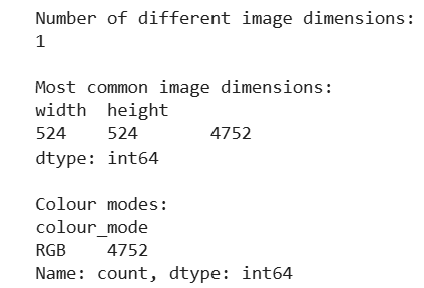 Number of different image dimensions:
1
Most common image dimensions:
width  height
524    524       4752
dtype: int64
Colour modes:
colour_mode
RGB    4752
Name: count, dtype: int64